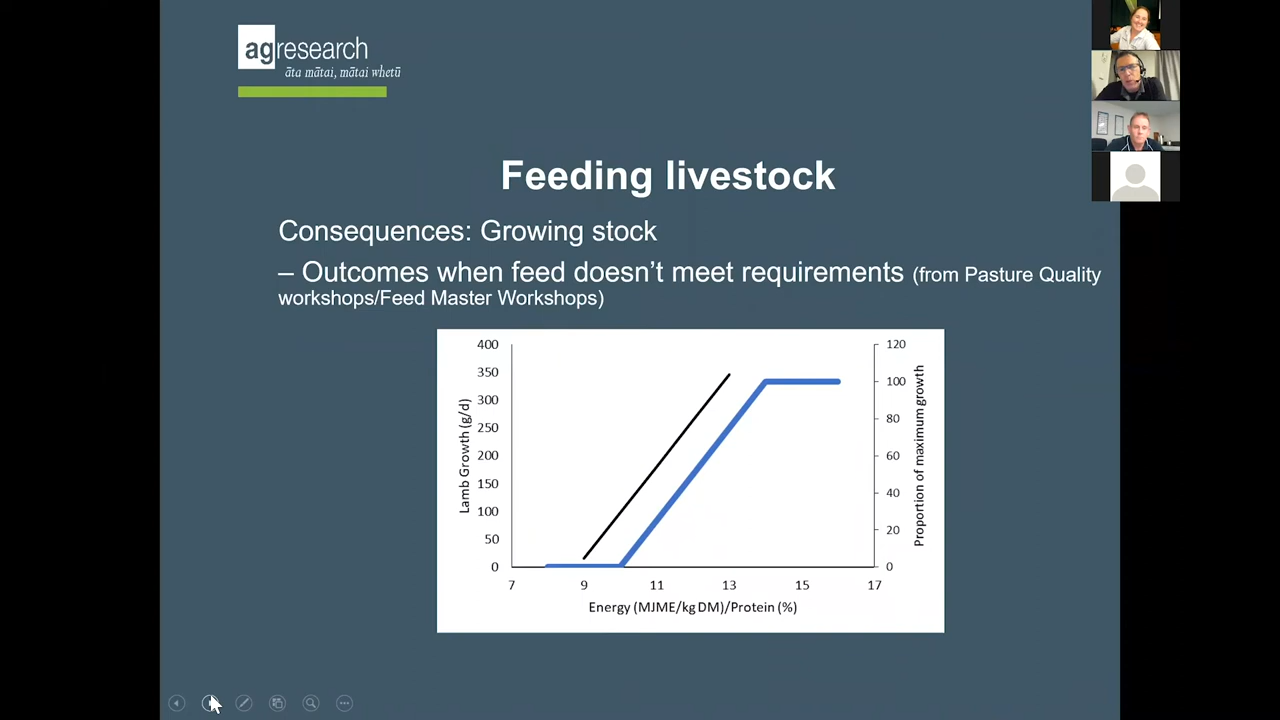 agresearch
āta mātai, mātai whetū
Feeding livestock
Consequences: Growing stock
– Outcomes when feed doesn’t meet requirements (from Pasture Quality
workshops/Feed Master Workshops)
Lamb Growth (g/d)
400
350
300
250
200
150
100
50
0
7
9
11
13
15
17
Energy (MJME/kg DM)/Protein (%)
120
100
80
60
40
20
0
Proportion of maximum growth